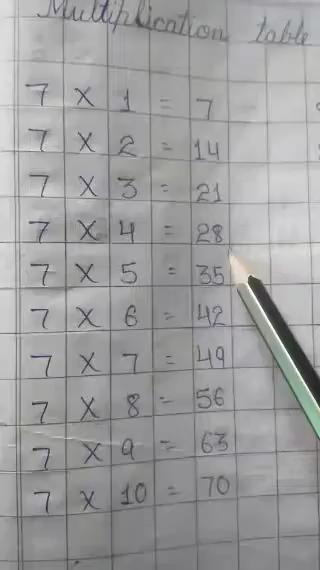 Multiplication table
7 X 1 = 7
7 X 2 = 14
7 X 3 = 21
7 X 4 = 28
7 X 5 = 35
7 X 6 = 42
7 X 7 = 49
7 X 8 = 56
7 X 9 = 63
7 X 10 = 70